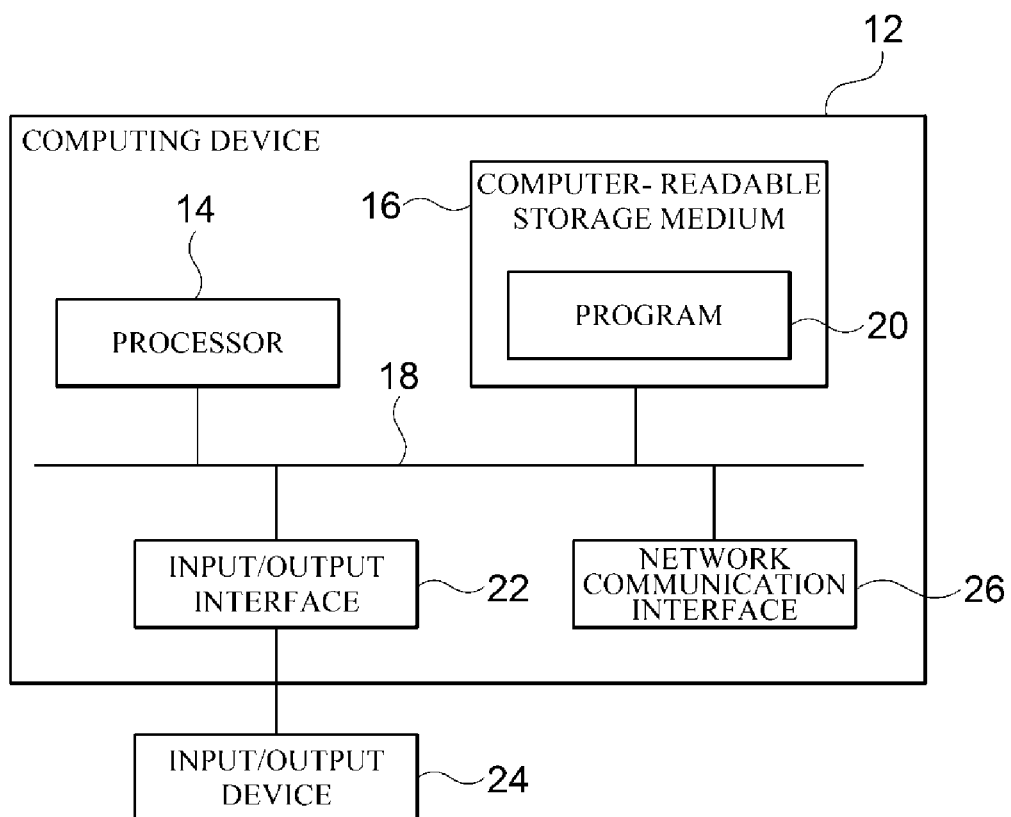 12
COMPUTING DEVICE
14
16
COMPUTER- READABLE
STORAGE MEDIUM
PROGRAM
20
PROCESSOR
18
INPUT/OUTPUT
INTERFACE
22
NETWORK
COMMUNICATION
INTERFACE
26
INPUT/OUTPUT
DEVICE
24